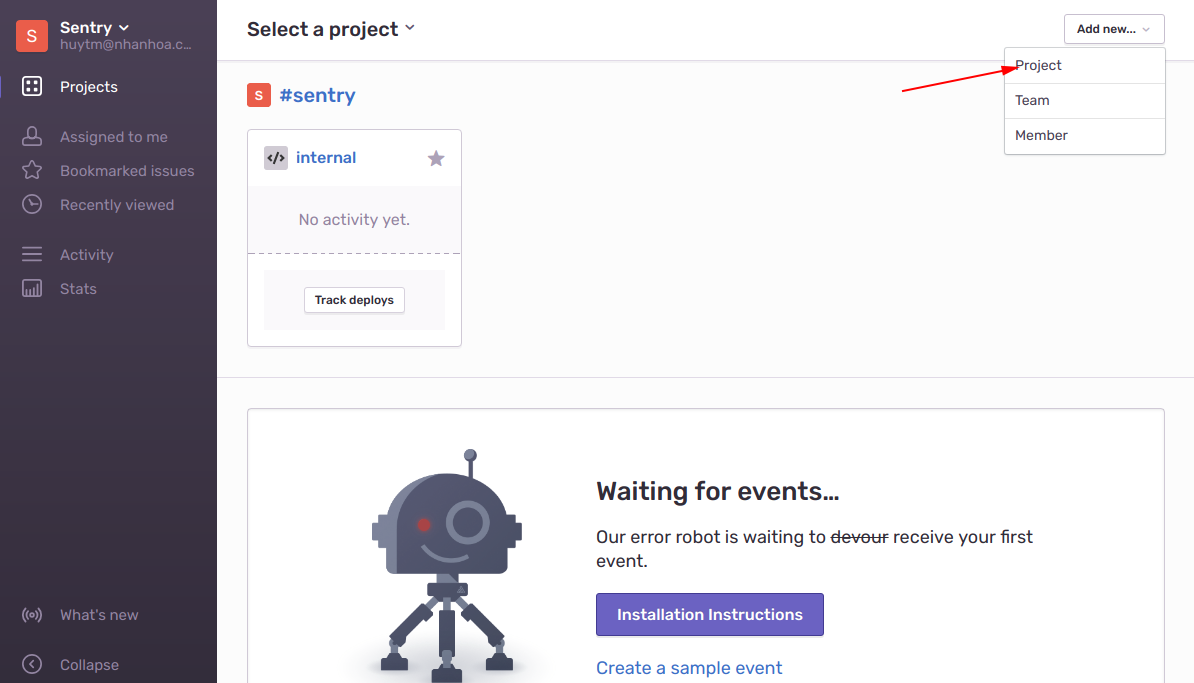 S
Sentry
huytm@nhanhoa.c...
Projects
Assigned to me
Bookmarked issues
Recently viewed
Activity
Stats
What's new
Collapse
Select a project
Add new...
Project
Team
Member
S #sentry
internal
No activity yet.
Track deploys
Waiting for events…
Our error robot is waiting to devour receive your first
event.
Installation Instructions
Create a sample event